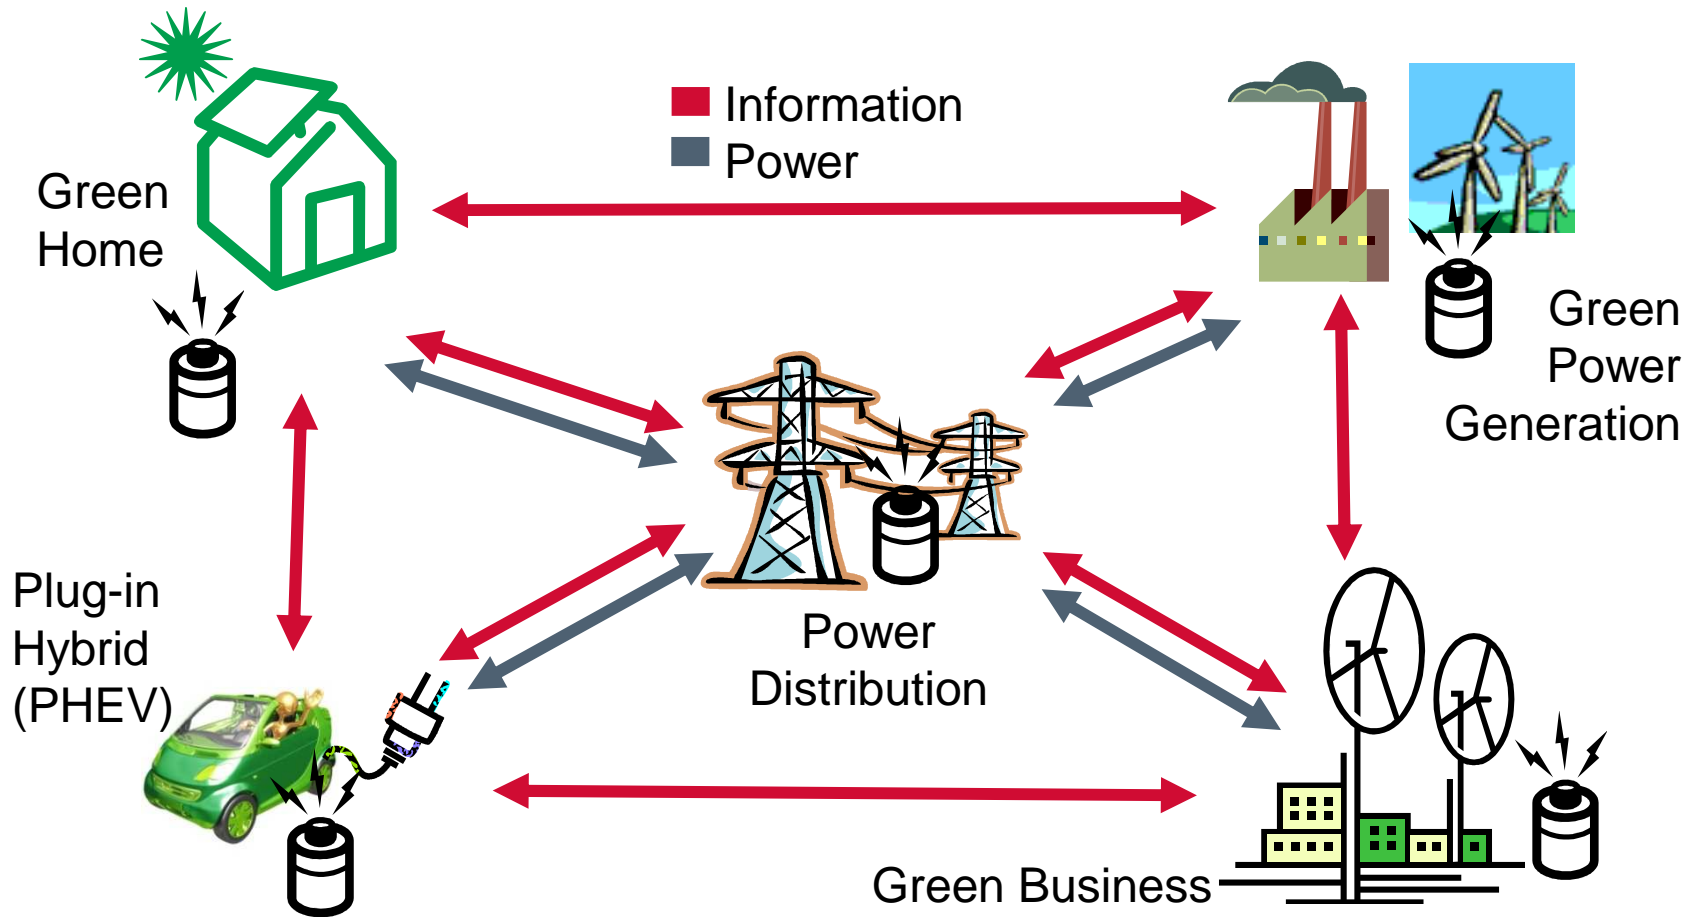 Information
Power
Green
Home
Green
Power
Generation
Plug-in
Hybrid
(PHEV)
Power
Distribution
Green Business